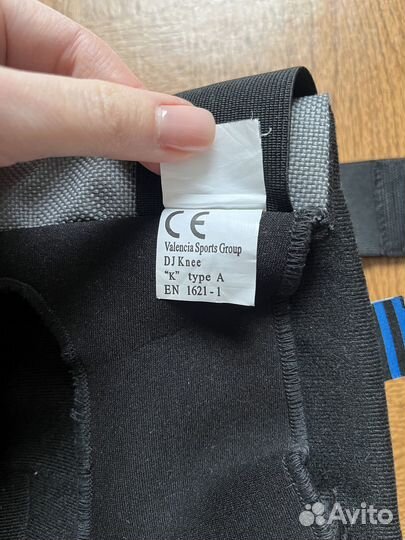 CE
Valencia Sports Group
DJ Knee
"K" type A
EN 1621-1
Avito